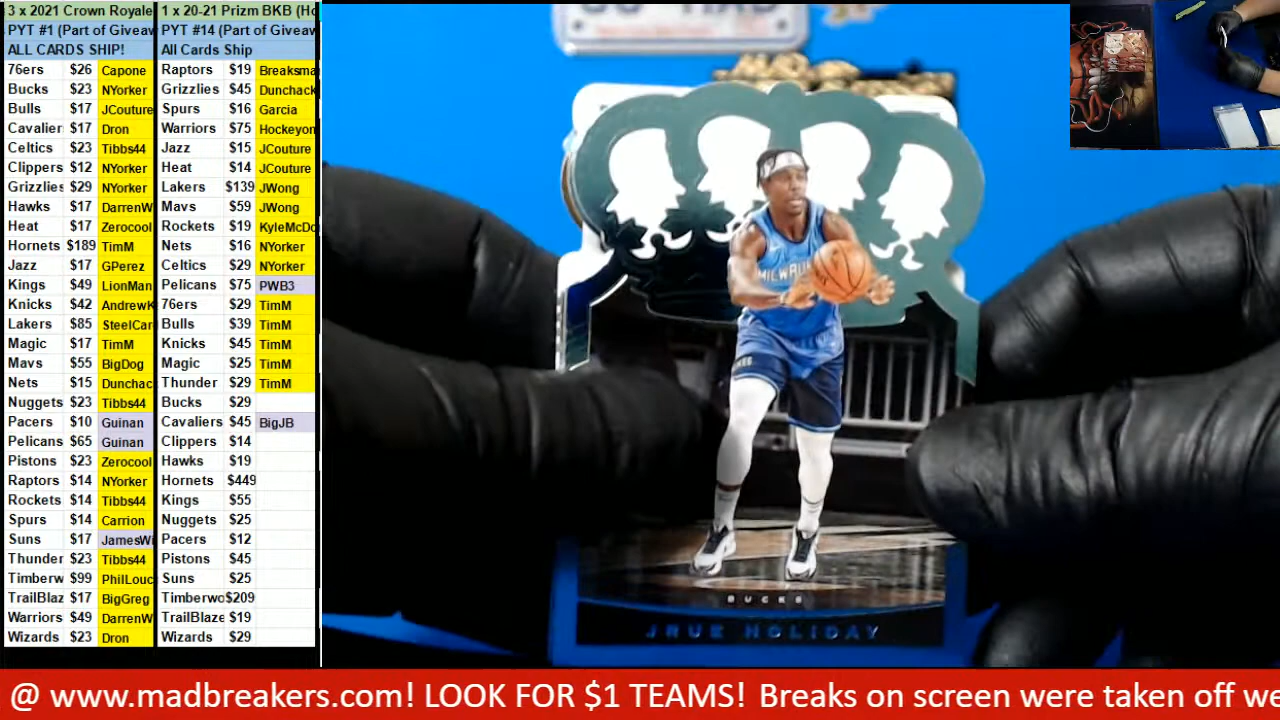 3 x 2021 Crown Royale
PYT #1 (Part of Giveaw
ALL CARDS SHIP!
76ers $26 Capone
Bucks $23 NYorker
Bulls $17 JCouture
Cavalier $17 Dron
Celtics $23 Tibbs44
Clippers $12 NYorker
Grizzlies $29 NYorker
Hawks $17 DarrenW
Heat $17 Zerocool
Hornets $189 TimM
Jazz $17 GPerez
Kings $49 LionMan
Knicks $42 AndrewK
Lakers $85 SteelCar
Magic $17 TimM
Mavs $55 BigDog
Nets $15 Dunchac
Nuggets $23 Tibbs44
Pacers $10 Guinan
Pelicans $65 Guinan
Pistons $23 Zerocool
Raptors $14 NYorker
Rockets $14 Tibbs44
Spurs $14 Carrion
Suns $17 JamesWi
Thunder $23 Tibbs44
Timberw $99 PhilLouc
TrailBlaz $17 BigGreg
Warriors $49 DarrenW
Wizards $23 Dron
1 x 20-21 Prizm BKB (Ho
PYT #14 (Part of Giveaw
All Cards Ship
Raptors $19 Breaksma
Grizzlies $45 Dunchack
Spurs $16 Garcia
Warriors $75 Hockeyon
Jazz $15 JCouture
Heat $14 JCouture
Lakers $139 JWong
Mavs $59 JWong
Rockets $19 KyleMcDo
Nets $16 NYorker
Celtics $29 NYorker
Pelicans $75 PWB3
76ers $29 TimM
Bulls $39 TimM
Knicks $45 TimM
Magic $25 TimM
Thunder $29 TimM
Bucks $29
Cavaliers $45 BigJB
Clippers $14
Hawks $19
Hornets $449
Kings $55
Nuggets $25
Pacers $12
Pistons $45
Suns $25
Timberwo $209
TrailBlaze $19
Wizards $29
MILWAU
BUCKS
JRUE HOLIDAY
@ www.madbreakers.com! LOOK FOR $1 TEAMS! Breaks on screen were taken off we